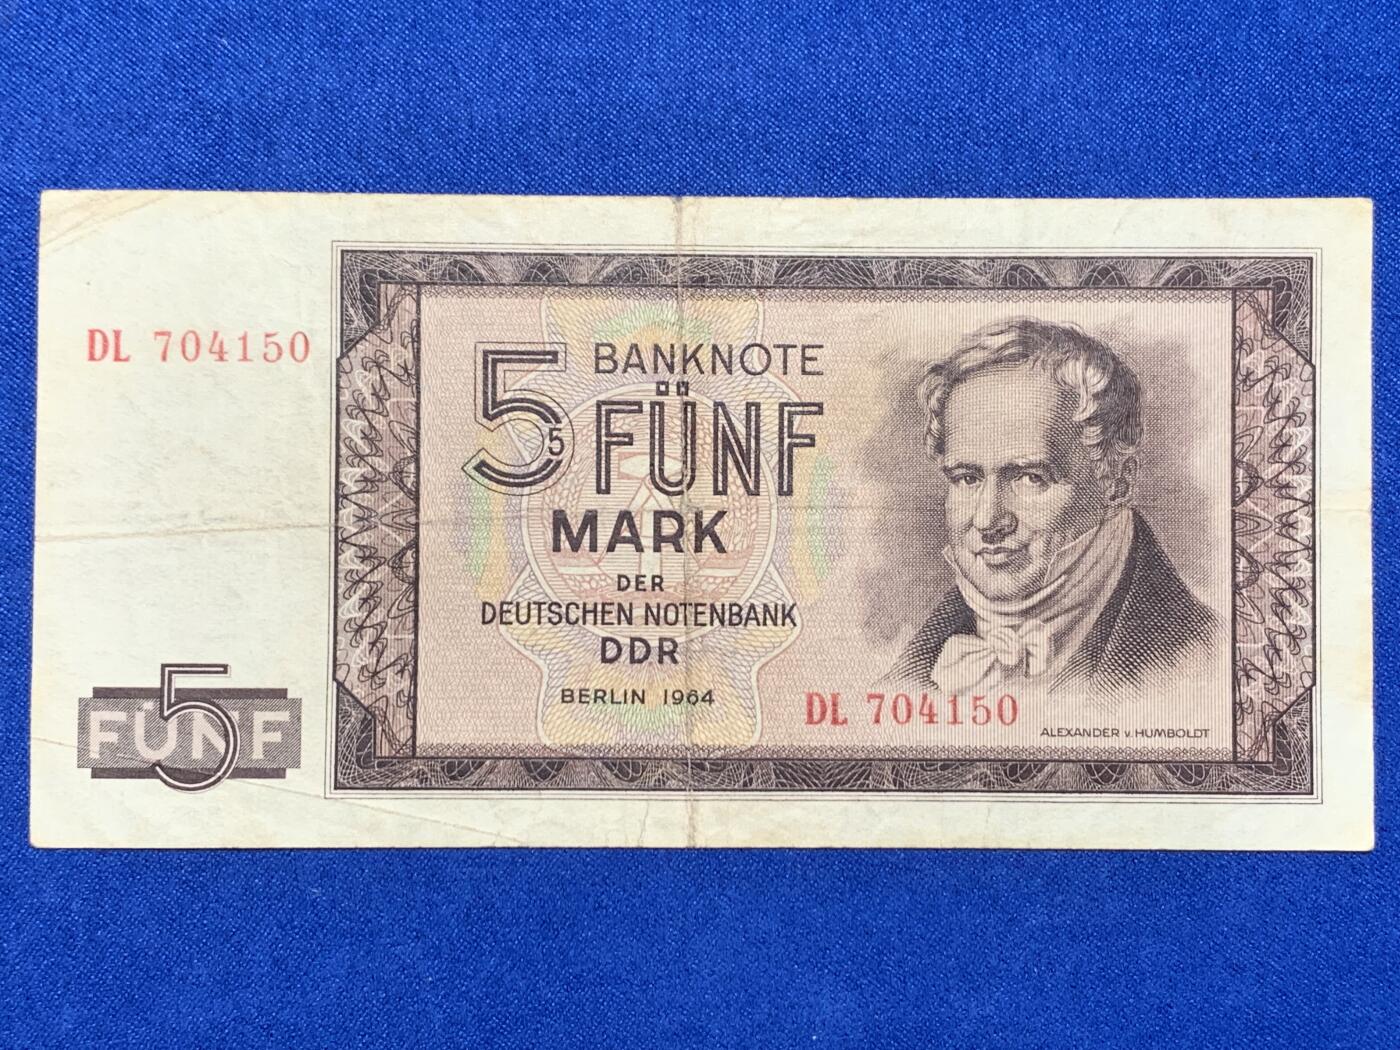 DL 704150
5 BANKNOTE
5 FÜNF
MARK
DER
DEUTSCHEN NOTENBANK
DDR
BERLIN 1964
DL 704150
ALEXANDER v. HUMBOLDT
5
FÜNF